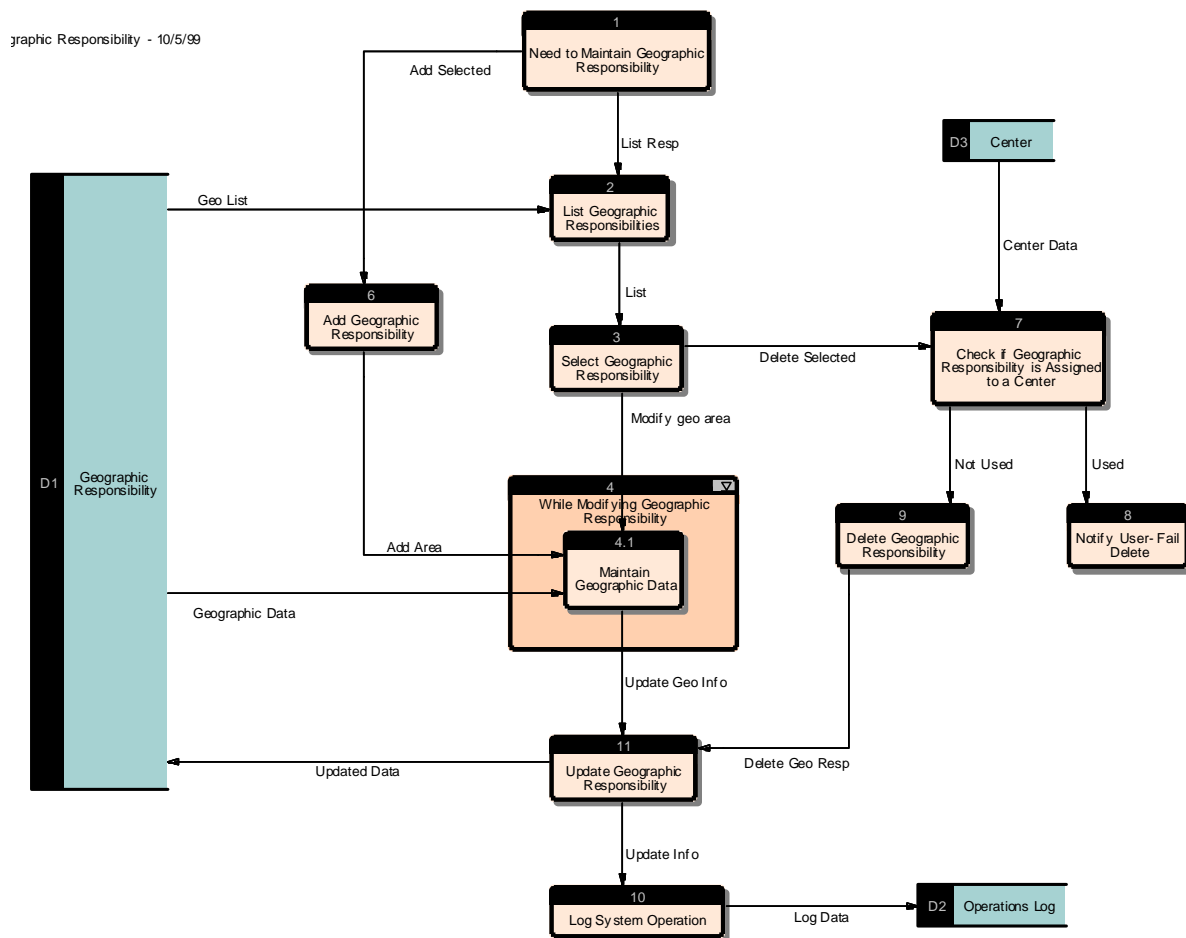 graphic Responsibility - 10/5/99
1
Need to Maintain Geographic
Responsibility
Add Selected
List Resp
D3
Center
2
List Geographic
Responsibilities
Geo List
Center Data
List
6
Add Geographic
Responsibility
3
Select Geographic
Responsibility
Delete Selected
7
Check if Geographic
Responsibility is Assigned
to a Center
Modify geo area
D1
Geographic
Responsibility
Not Used
Used
4
While Modifying Geographic
Responsibility
4.1
Maintain
Geographic Data
Add Area
9
Delete Geographic
Responsibility
8
Notify User- Fail
Delete
Geographic Data
Update Geo Info
11
Update Geographic
Responsibility
Updated Data
Delete Geo Resp
Update Info
10
Log System Operation
Log Data
D2
Operations Log